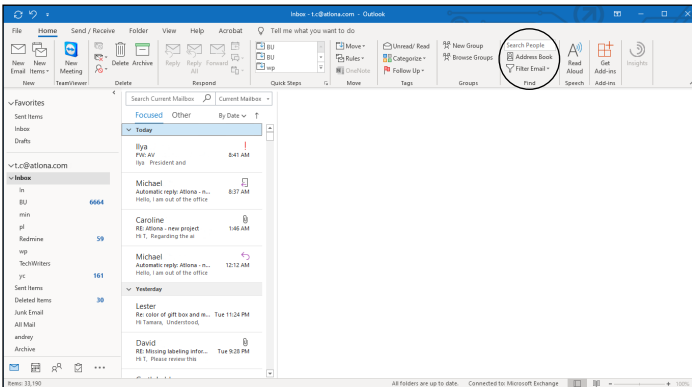 Inbox - t.c@atlona.com - Outlook
File Home Send / Receive Folder View Help Acrobat Tell me what you want to do
New Email
New Items
New Meeting
Delete Archive
Reply Reply All Forward
BU
BU
wp
Move
Rules
OneNote
Unread/ Read
Categorize
Follow Up
New Group
Browse Groups
Search People
Address Book
Filter Email
Read Aloud
Get Add-ins
Insights
New TeamViewer Delete Respond Quick Steps Move Tags Groups Find Speech Add-ins
Favorites
Sent Items
Inbox
Drafts
t.c@atlona.com
Inbox
In
BU 6664
min
pl
Redmine 59
wp
TechWriters
yc 161
Sent Items
Deleted Items 30
Junk Email
All Mail
andrey
Archive
Search Current Mailbox Current Mailbox
Focused Other By Date
Today
Ilya
FW: AV 8:41 AM
Ilya President and
Michael
Automatic reply: Atlona - n... 8:37 AM
Hello, I am out of the office
Caroline
RE: Atlona - new project 1:46 AM
Hi T, Regarding the ai
Michael
Automatic reply: Atlona - n... 12:12 AM
Hello, I am out of the office
Yesterday
Lester
Re: color of gift box and m... Tue 11:24 PM
Hi Tamara, Understood,
David
RE: Missing labeling infor... Tue 9:28 PM
Hi T, Please review this
Items: 33,190 All folders are up to date. Connected to: Microsoft Exchange 100%